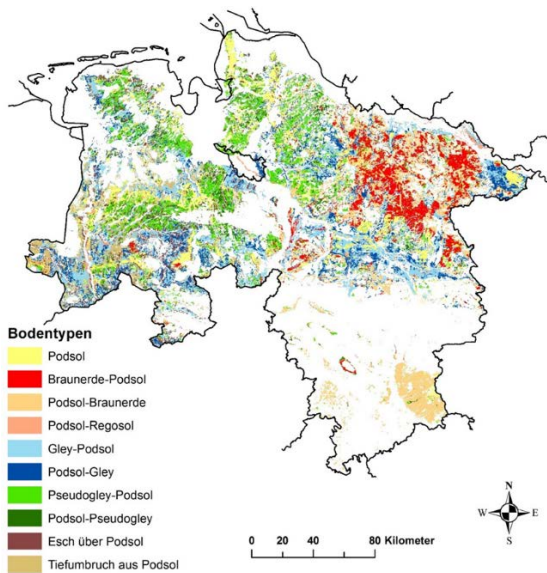 Bodentypen
Podsol
Braunerde-Podsol
Podsol-Braunerde
Podsol-Regosol
Gley-Podsol
Podsol-Gley
Pseudogley-Podsol
Podsol-Pseudogley
Esch über Podsol
Tiefumbruch aus Podsol
N
W E
S
0 20 40 80 Kilometer